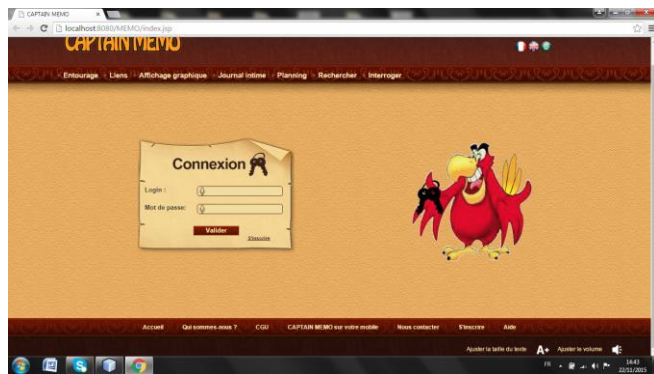 CAPTAIN MEMO
localhost:8080/MEMO/index.jsp
CAPTAIN MEMO
Entourage Liens Affichage graphique Journal intime Planning Rechercher Interroger
Connexion
Login :
Mot de passe:
Valider
S'inscrire
Accueil Qui sommes-nous ? CGU CAPTAIN MEMO sur votre mobile Nous contacter S'inscrire Aide
Ajuster la taille du texte A+ Ajuster le volume
FR
14:43
22/11/2015